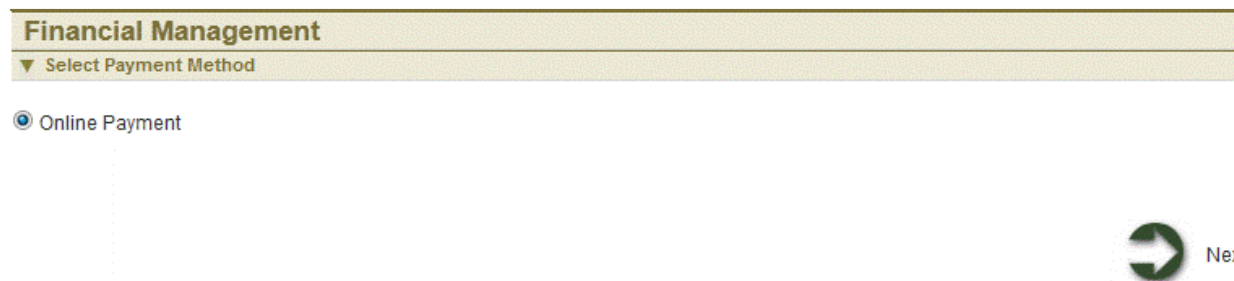 Financial Management
Select Payment Method
Online Payment